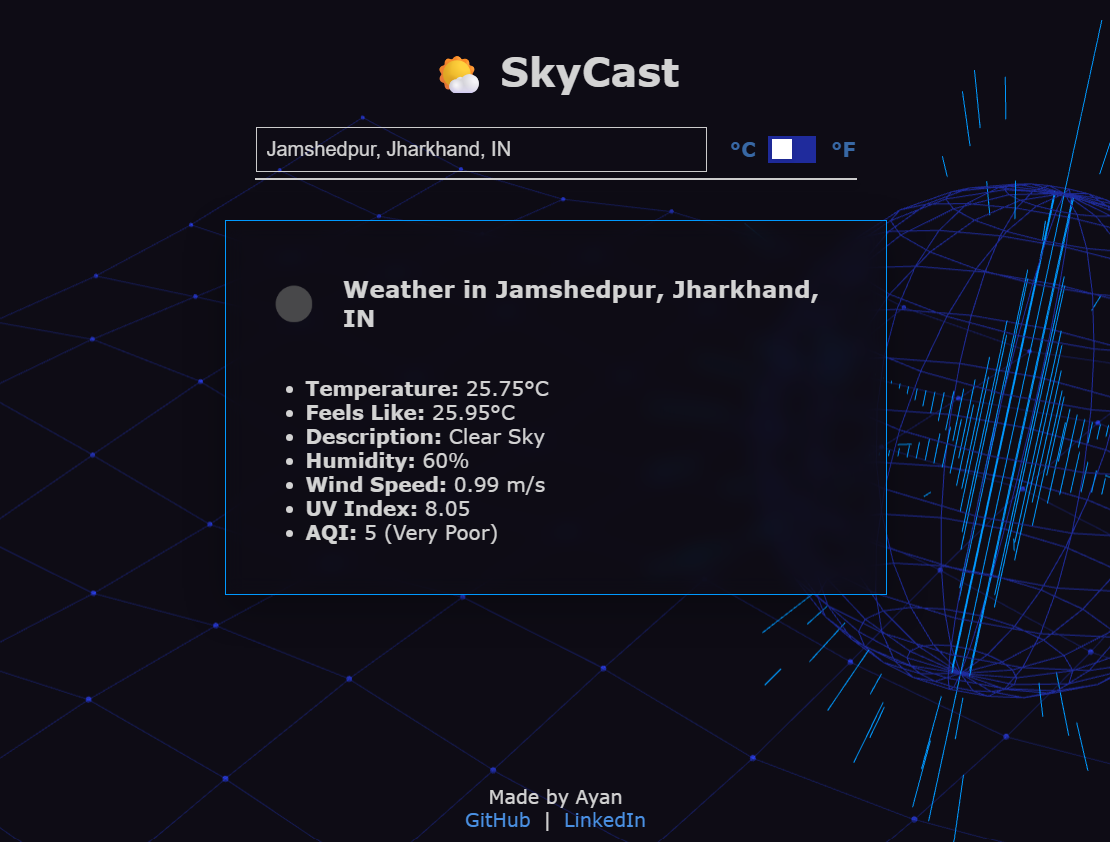 SkyCast
Jamshedpur, Jharkhand, IN
°C °F
Weather in Jamshedpur, Jharkhand,
IN
• Temperature: 25.75°C
• Feels Like: 25.95°C
• Description: Clear Sky
• Humidity: 60%
• Wind Speed: 0.99 m/s
• UV Index: 8.05
• AQI: 5 (Very Poor)
Made by Ayan
GitHub | LinkedIn